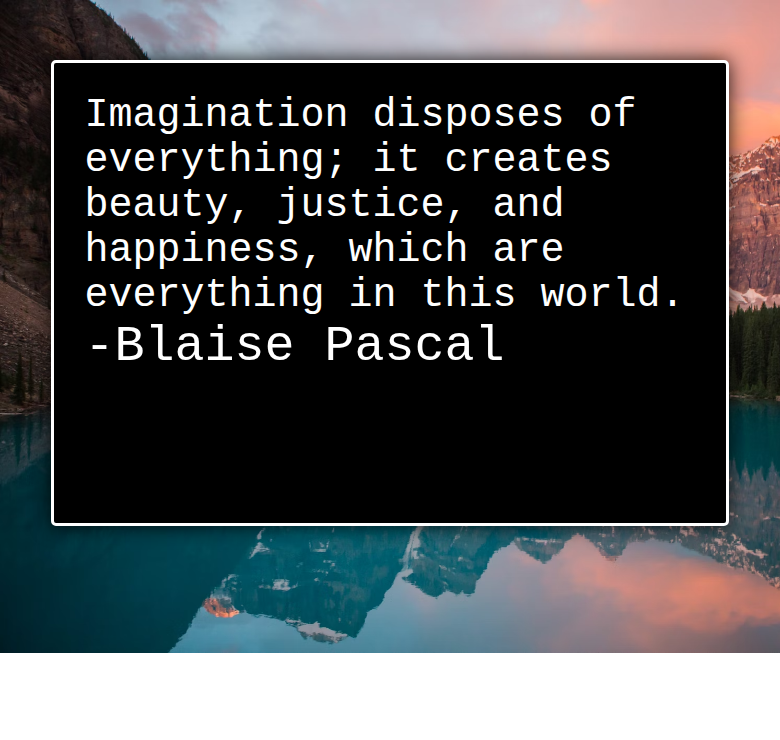 Imagination disposes of
everything; it creates
beauty, justice, and
happiness, which are
everything in this world.
-Blaise Pascal